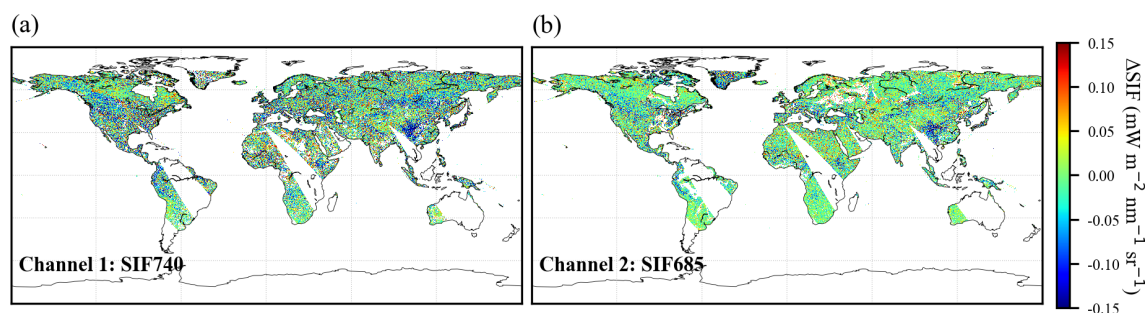 (a)
(b)
Channel 1: SIF740
Channel 2: SIF685
0.15
0.10
0.05
0.00
-0.05
-0.10
-0.15
ΔSIF (mW m⁻² nm⁻¹ sr⁻¹)